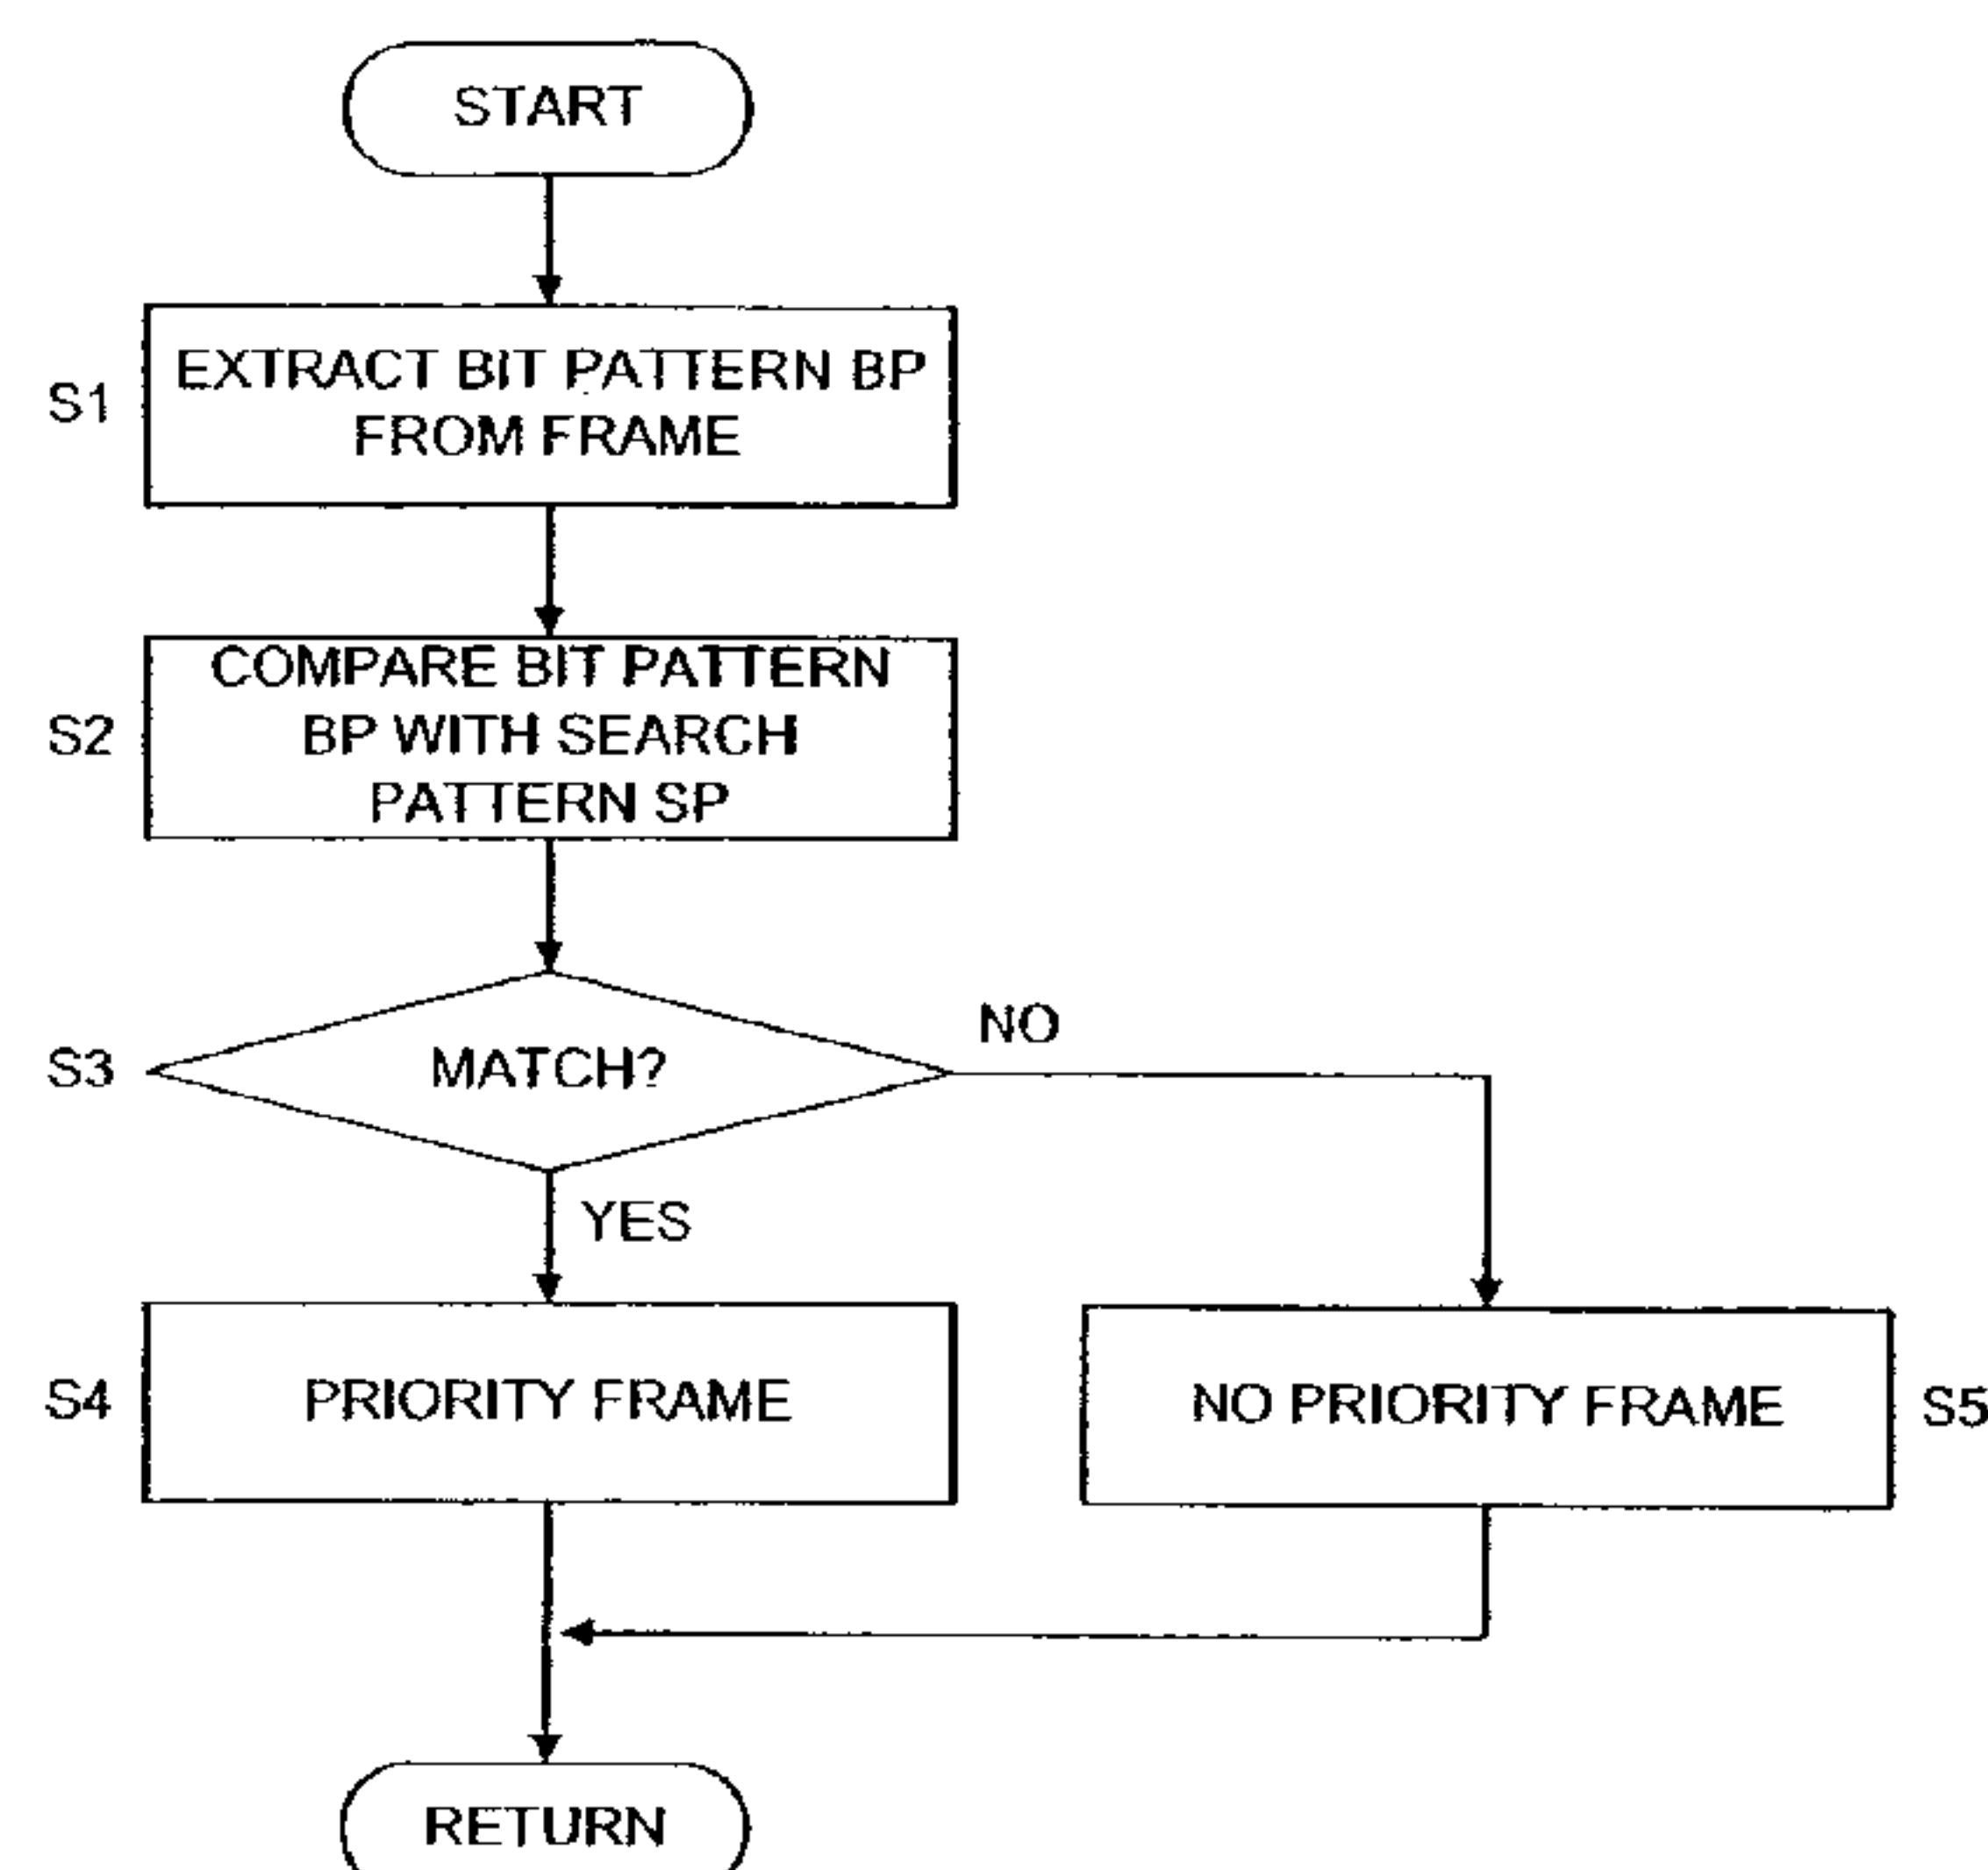 START
S1
EXTRACT BIT PATTERN BP
FROM FRAME
S2
COMPARE BIT PATTERN
BP WITH SEARCH
PATTERN SP
S3
MATCH?
NO
YES
S4
PRIORITY FRAME
NO PRIORITY FRAME
S5
RETURN